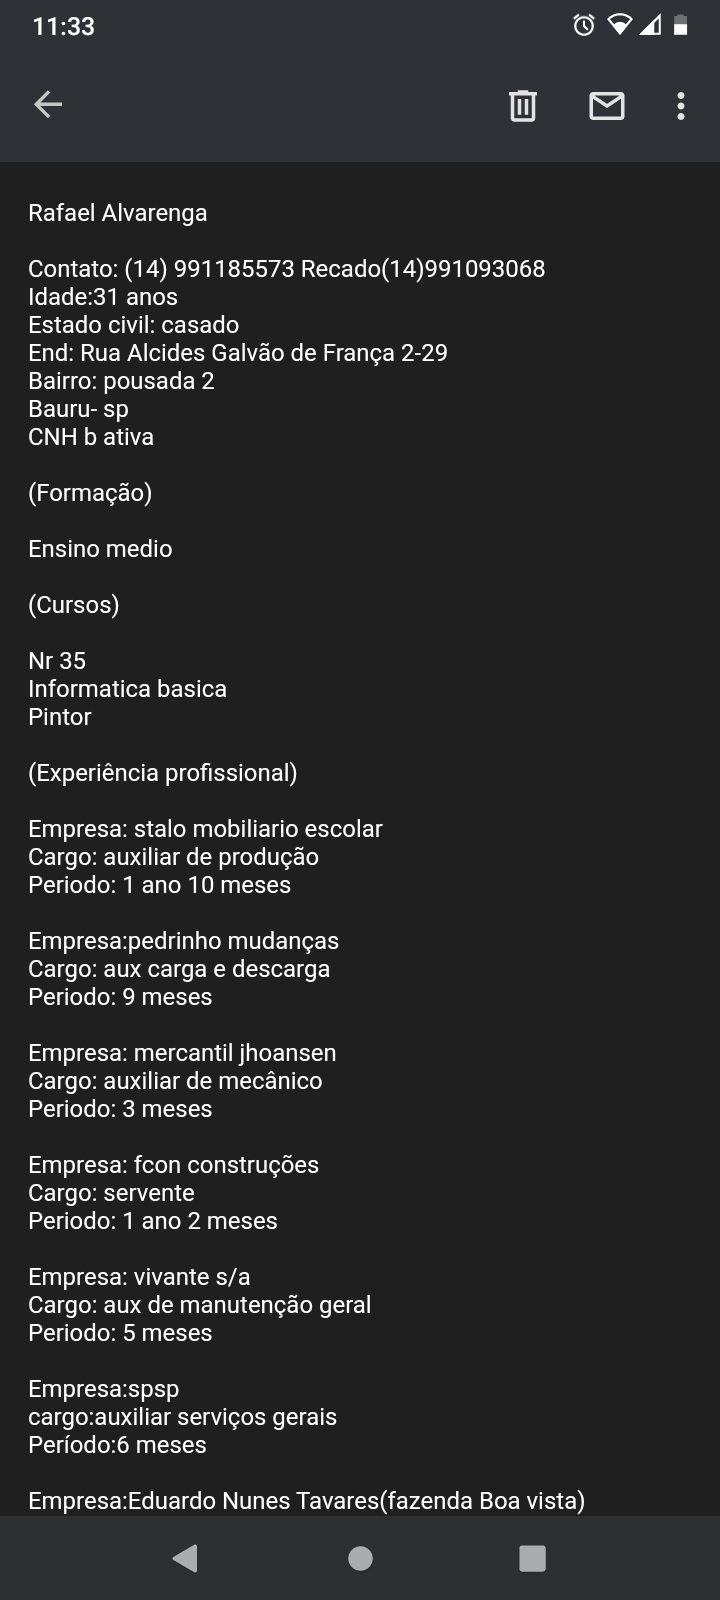 11:33
Rafael Alvarenga
Contato: (14) 991185573 Recado(14)991093068
Idade:31 anos
Estado civil: casado
End: Rua Alcides Galvão de França 2-29
Bairro: pousada 2
Bauru- sp
CNH b ativa
(Formação)
Ensino medio
(Cursos)
Nr 35
Informatica basica
Pintor
(Experiência profissional)
Empresa: stalo mobiliario escolar
Cargo: auxiliar de produção
Periodo: 1 ano 10 meses
Empresa:pedrinho mudanças
Cargo: aux carga e descarga
Periodo: 9 meses
Empresa: mercantil jhoansen
Cargo: auxiliar de mecânico
Periodo: 3 meses
Empresa: fcon construções
Cargo: servente
Periodo: 1 ano 2 meses
Empresa: vivante s/a
Cargo: aux de manutenção geral
Periodo: 5 meses
Empresa:spsp
cargo:auxiliar serviços gerais
Período:6 meses
Empresa:Eduardo Nunes Tavares(fazenda Boa vista)